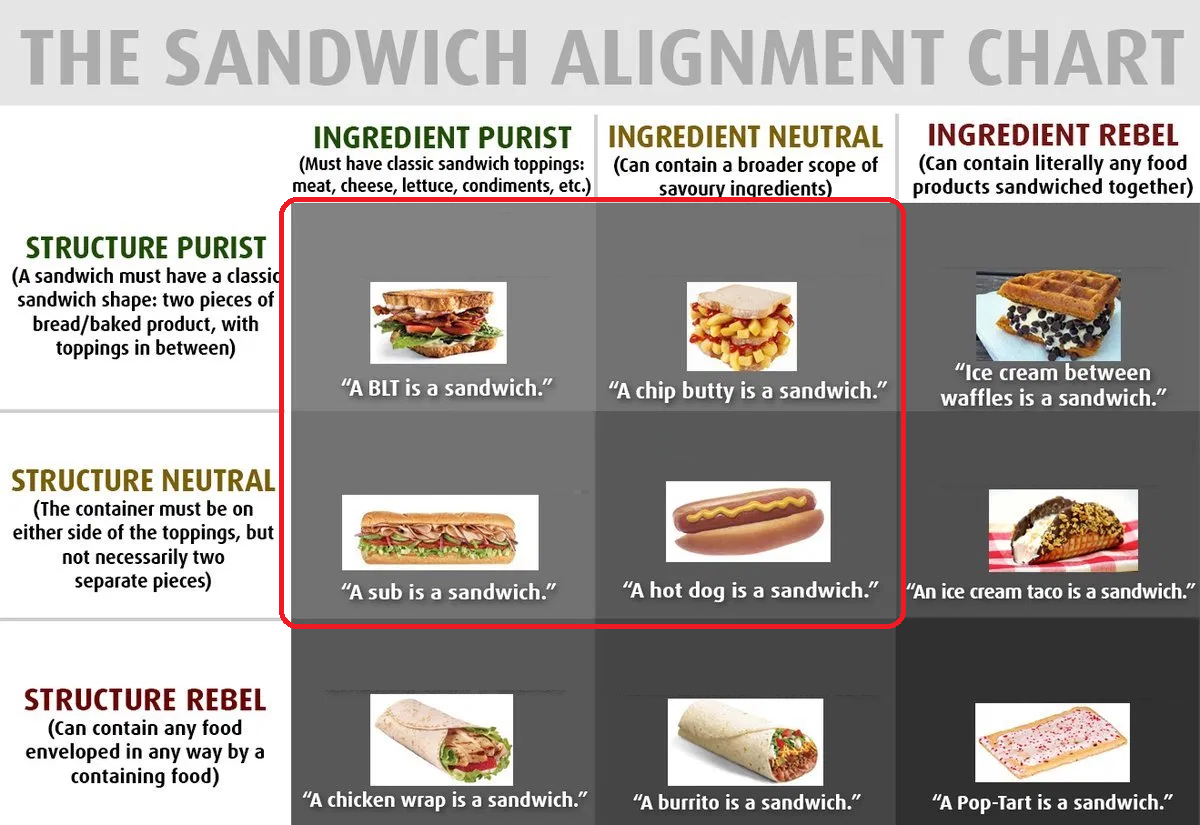 THE SANDWICH ALIGNMENT CHART
INGREDIENT PURIST
(Must have classic sandwich toppings:
meat, cheese, lettuce, condiments, etc.)
INGREDIENT NEUTRAL
(Can contain a broader scope of
savoury ingredients)
INGREDIENT REBEL
(Can contain literally any food
products sandwiched together)
STRUCTURE PURIST
(A sandwich must have a classic
sandwich shape: two pieces of
bread/baked product, with
toppings in between)
“A BLT is a sandwich.”
“A chip butty is a sandwich.”
“Ice cream between
waffles is a sandwich.”
STRUCTURE NEUTRAL
(The container must be on
either side of the toppings, but
not necessarily two
separate pieces)
“A sub is a sandwich.”
“A hot dog is a sandwich.”
“An ice cream taco is a sandwich.”
STRUCTURE REBEL
(Can contain any food
enveloped in any way by a
containing food)
“A chicken wrap is a sandwich.”
“A burrito is a sandwich.”
“A Pop-Tart is a sandwich.”